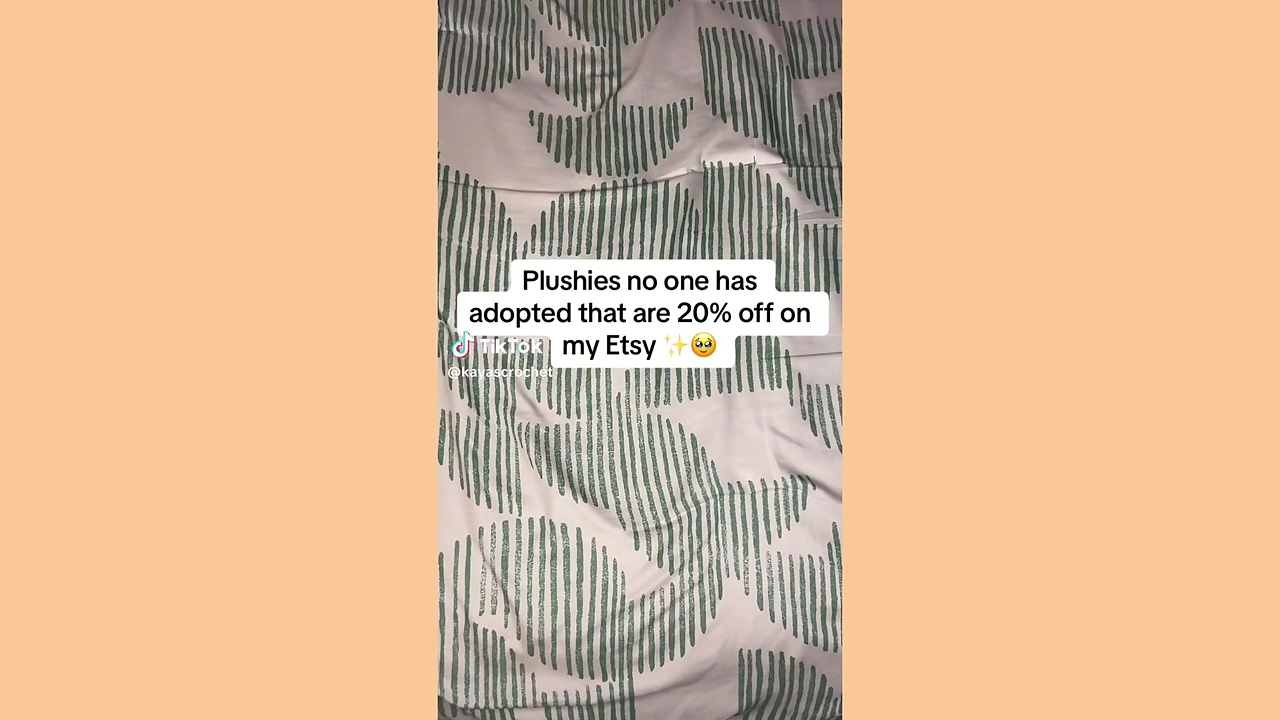 Plushies no one has
adopted that are 20% off on
my Etsy ✨🥹
TikTok
@kayascrochet